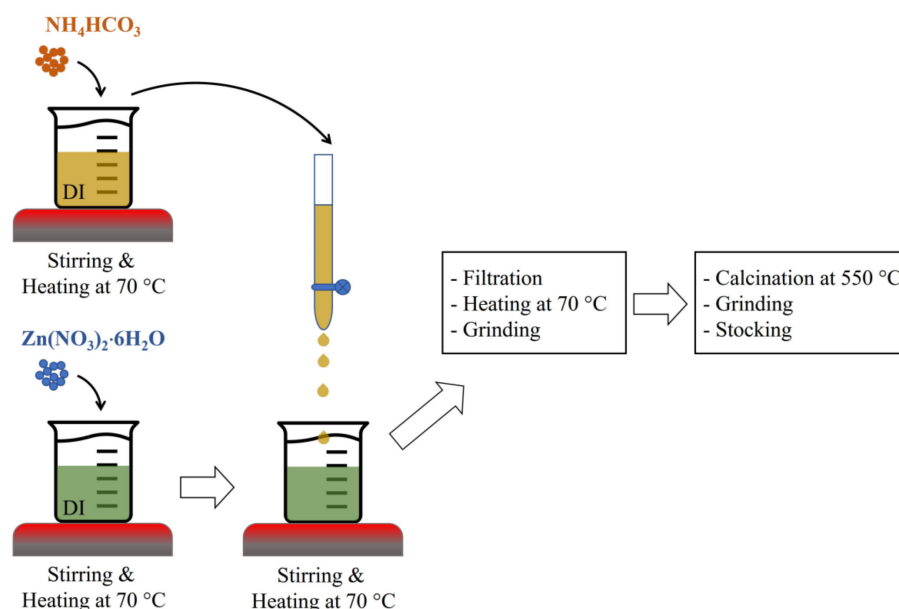 NH₄HCO₃
DI
Stirring &
Heating at 70 °C
Zn(NO₃)₂·6H₂O
DI
Stirring &
Heating at 70 °C
Stirring &
Heating at 70 °C
- Filtration
- Heating at 70 °C
- Grinding
- Calcination at 550 °C
- Grinding
- Stocking